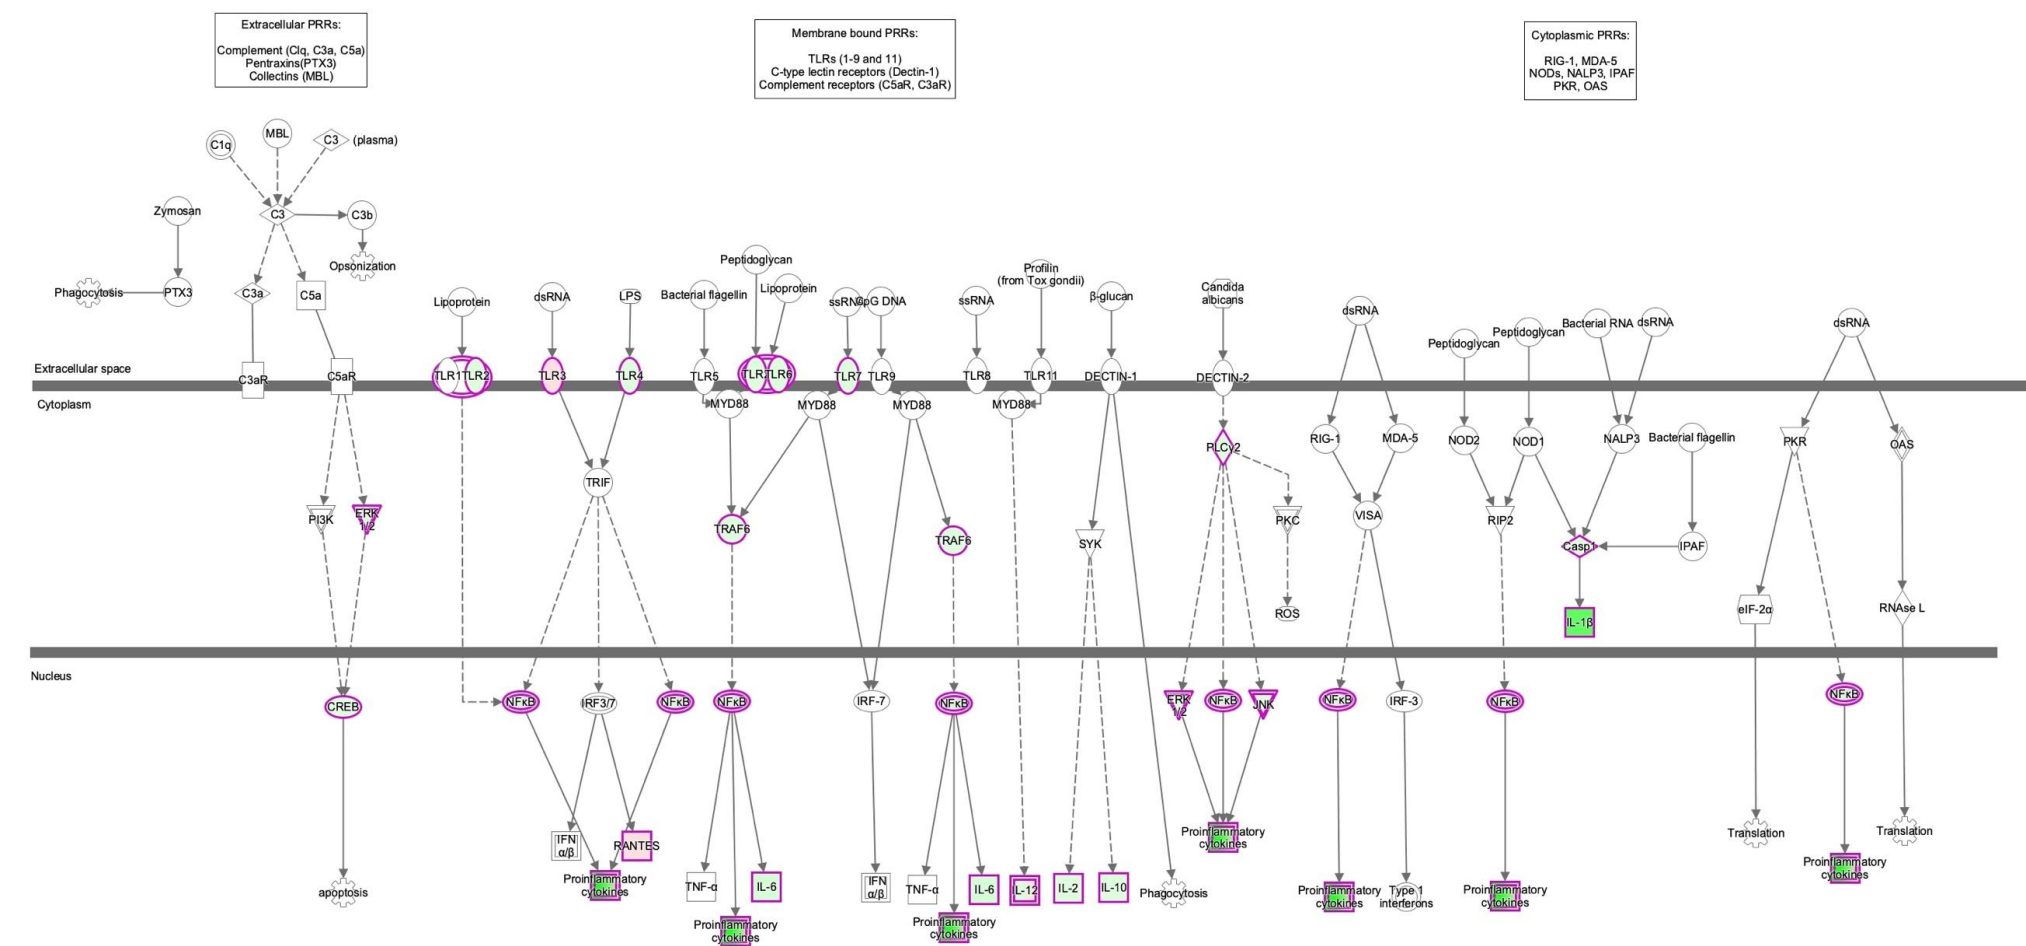 Extracellular PRRs:
Complement (Clq, C3a, C5a)
Pentraxins(PTX3)
Collectins (MBL)
Membrane bound PRRs:
TLRs (1-9 and 11)
C-type lectin receptors (Dectin-1)
Complement receptors (C5aR, C3aR)
Cytoplasmic PRRs:
RIG-1, MDA-5
NODs, NALP3, IPAF
PKR, OAS
C1q
MBL
C3
(plasma)
Zymosan
C3
C3b
Opsonization
Phagocytosis
PTX3
C3a
C5a
Lipoprotein
dsRNA
LPS
Bacterial flagellin
Peptidoglycan
Lipoprotein
ssRNA
CpG DNA
ssRNA
Profilin
(from Tox gondii)
β-glucan
Candida
albicans
dsRNA
Peptidoglycan
Peptidoglycan
Bacterial RNA
dsRNA
dsRNA
Extracellular space
C3aR
C5aR
TLR1
TLR2
TLR3
TLR4
TLR5
TLR2
TLR6
TLR7
TLR9
TLR8
TLR11
DECTIN-1
DECTIN-2
Cytoplasm
MYD88
MYD88
MYD88
MYD88
PLCγ2
RIG-1
MDA-5
NOD2
NOD1
NALP3
Bacterial flagellin
PKR
OAS
TRIF
PI3K
ERK
1/2
TRAF6
TRAF6
SYK
PKC
VISA
RIP2
Casp1
IPAF
ROS
IL-1β
eIF-2α
RNAse L
Nucleus
CREB
NFκB
IRF3/7
NFκB
NFκB
IRF-7
NFκB
ERK
1/2
NFκB
JNK
NFκB
IRF-3
NFκB
NFκB
IFN
α/β
RANTES
Proinflammatory
cytokines
Translation
Translation
apoptosis
Proinflammatory
cytokines
TNF-α
IL-6
IFN
α/β
TNF-α
IL-6
IL-12
IL-2
IL-10
Phagocytosis
Proinflammatory
cytokines
Type 1
interferons
Proinflammatory
cytokines
Proinflammatory
cytokines
Proinflammatory
cytokines
Proinflammatory
cytokines